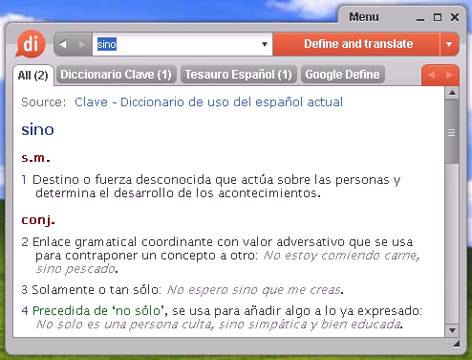 Menu
di
sino
Define and translate
All (2)
Diccionario Clave (1)
Tesauro Español (1)
Google Define
Source: Clave - Diccionario de uso del español actual
sino
s.m.
1 Destino o fuerza desconocida que actúa sobre las personas y
determina el desarrollo de los acontecimientos.
conj.
2 Enlace gramatical coordinante con valor adversativo que se usa
para contraponer un concepto a otro: No estoy comiendo carne,
sino pescado.
3 Solamente o tan sólo: No espero sino que me creas.
4 Precedida de ‘no sólo’, se usa para añadir algo a lo ya expresado:
No solo es una persona culta, sino simpática y bien educada.